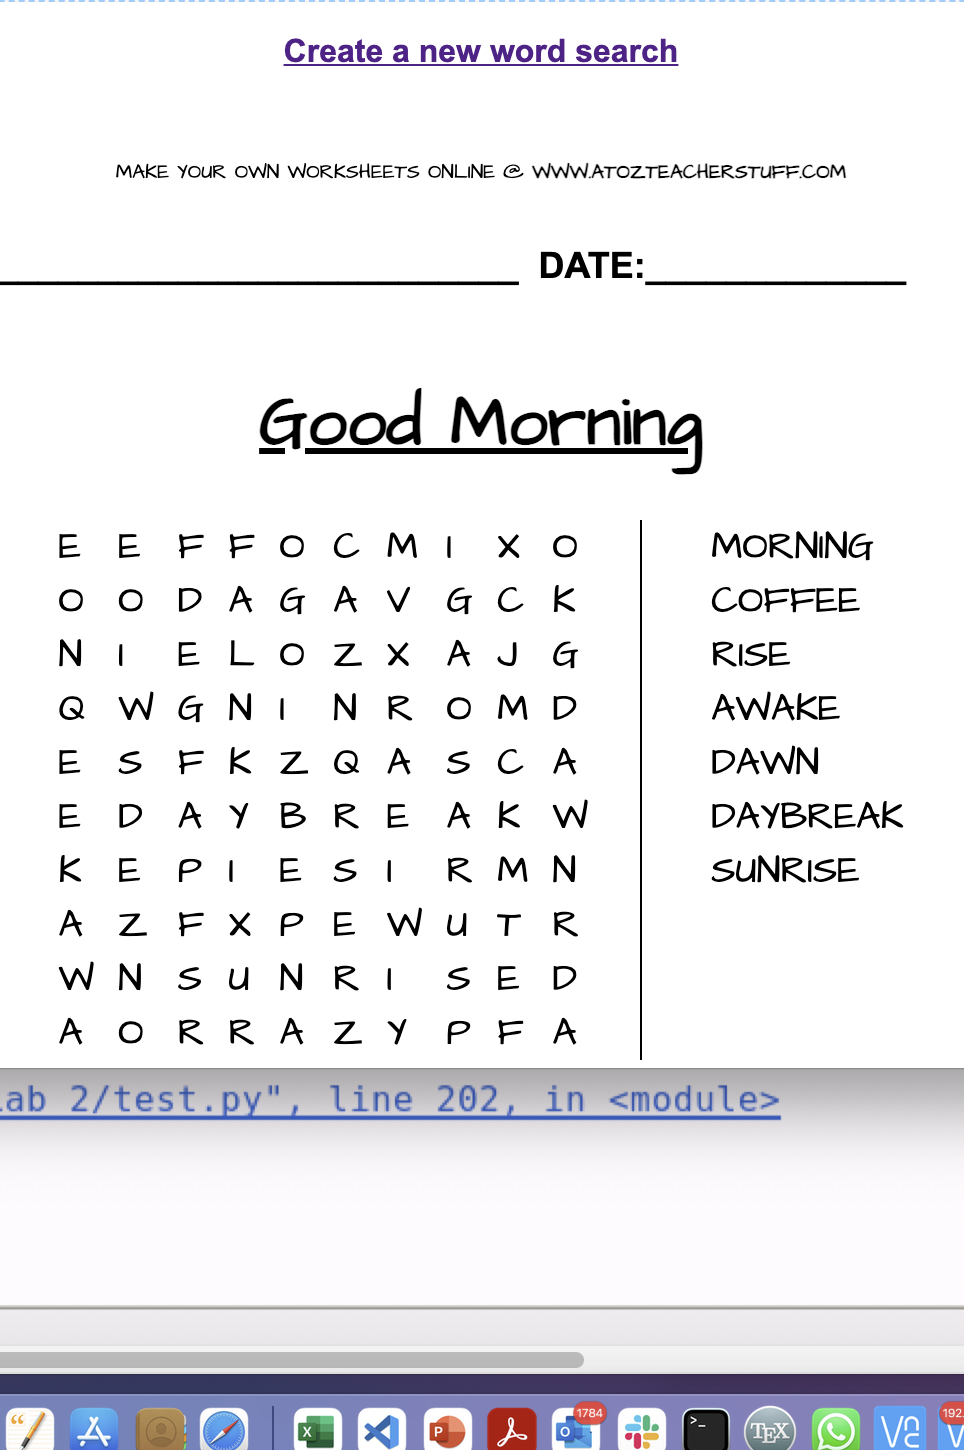 Create a new word search
MAKE YOUR OWN WORKSHEETS ONLINE @ WWW.ATOZTEACHERSTUFF.COM
DATE:
Good Morning
E E F F O C M I X O
O O D A G A V G C K
N I E L O Z X A J G
Q W G N I N R O M D
E S F K Z Q A S C A
E D A Y B R E A K W
K E P I E S I R M N
A Z F X P E W U T R
W N S U N R I S E D
A O R R A Z Y P F A
MORNING
COFFEE
RISE
AWAKE
DAWN
DAYBREAK
SUNRISE
ab 2/test.py", line 202, in <module>
1784
192.